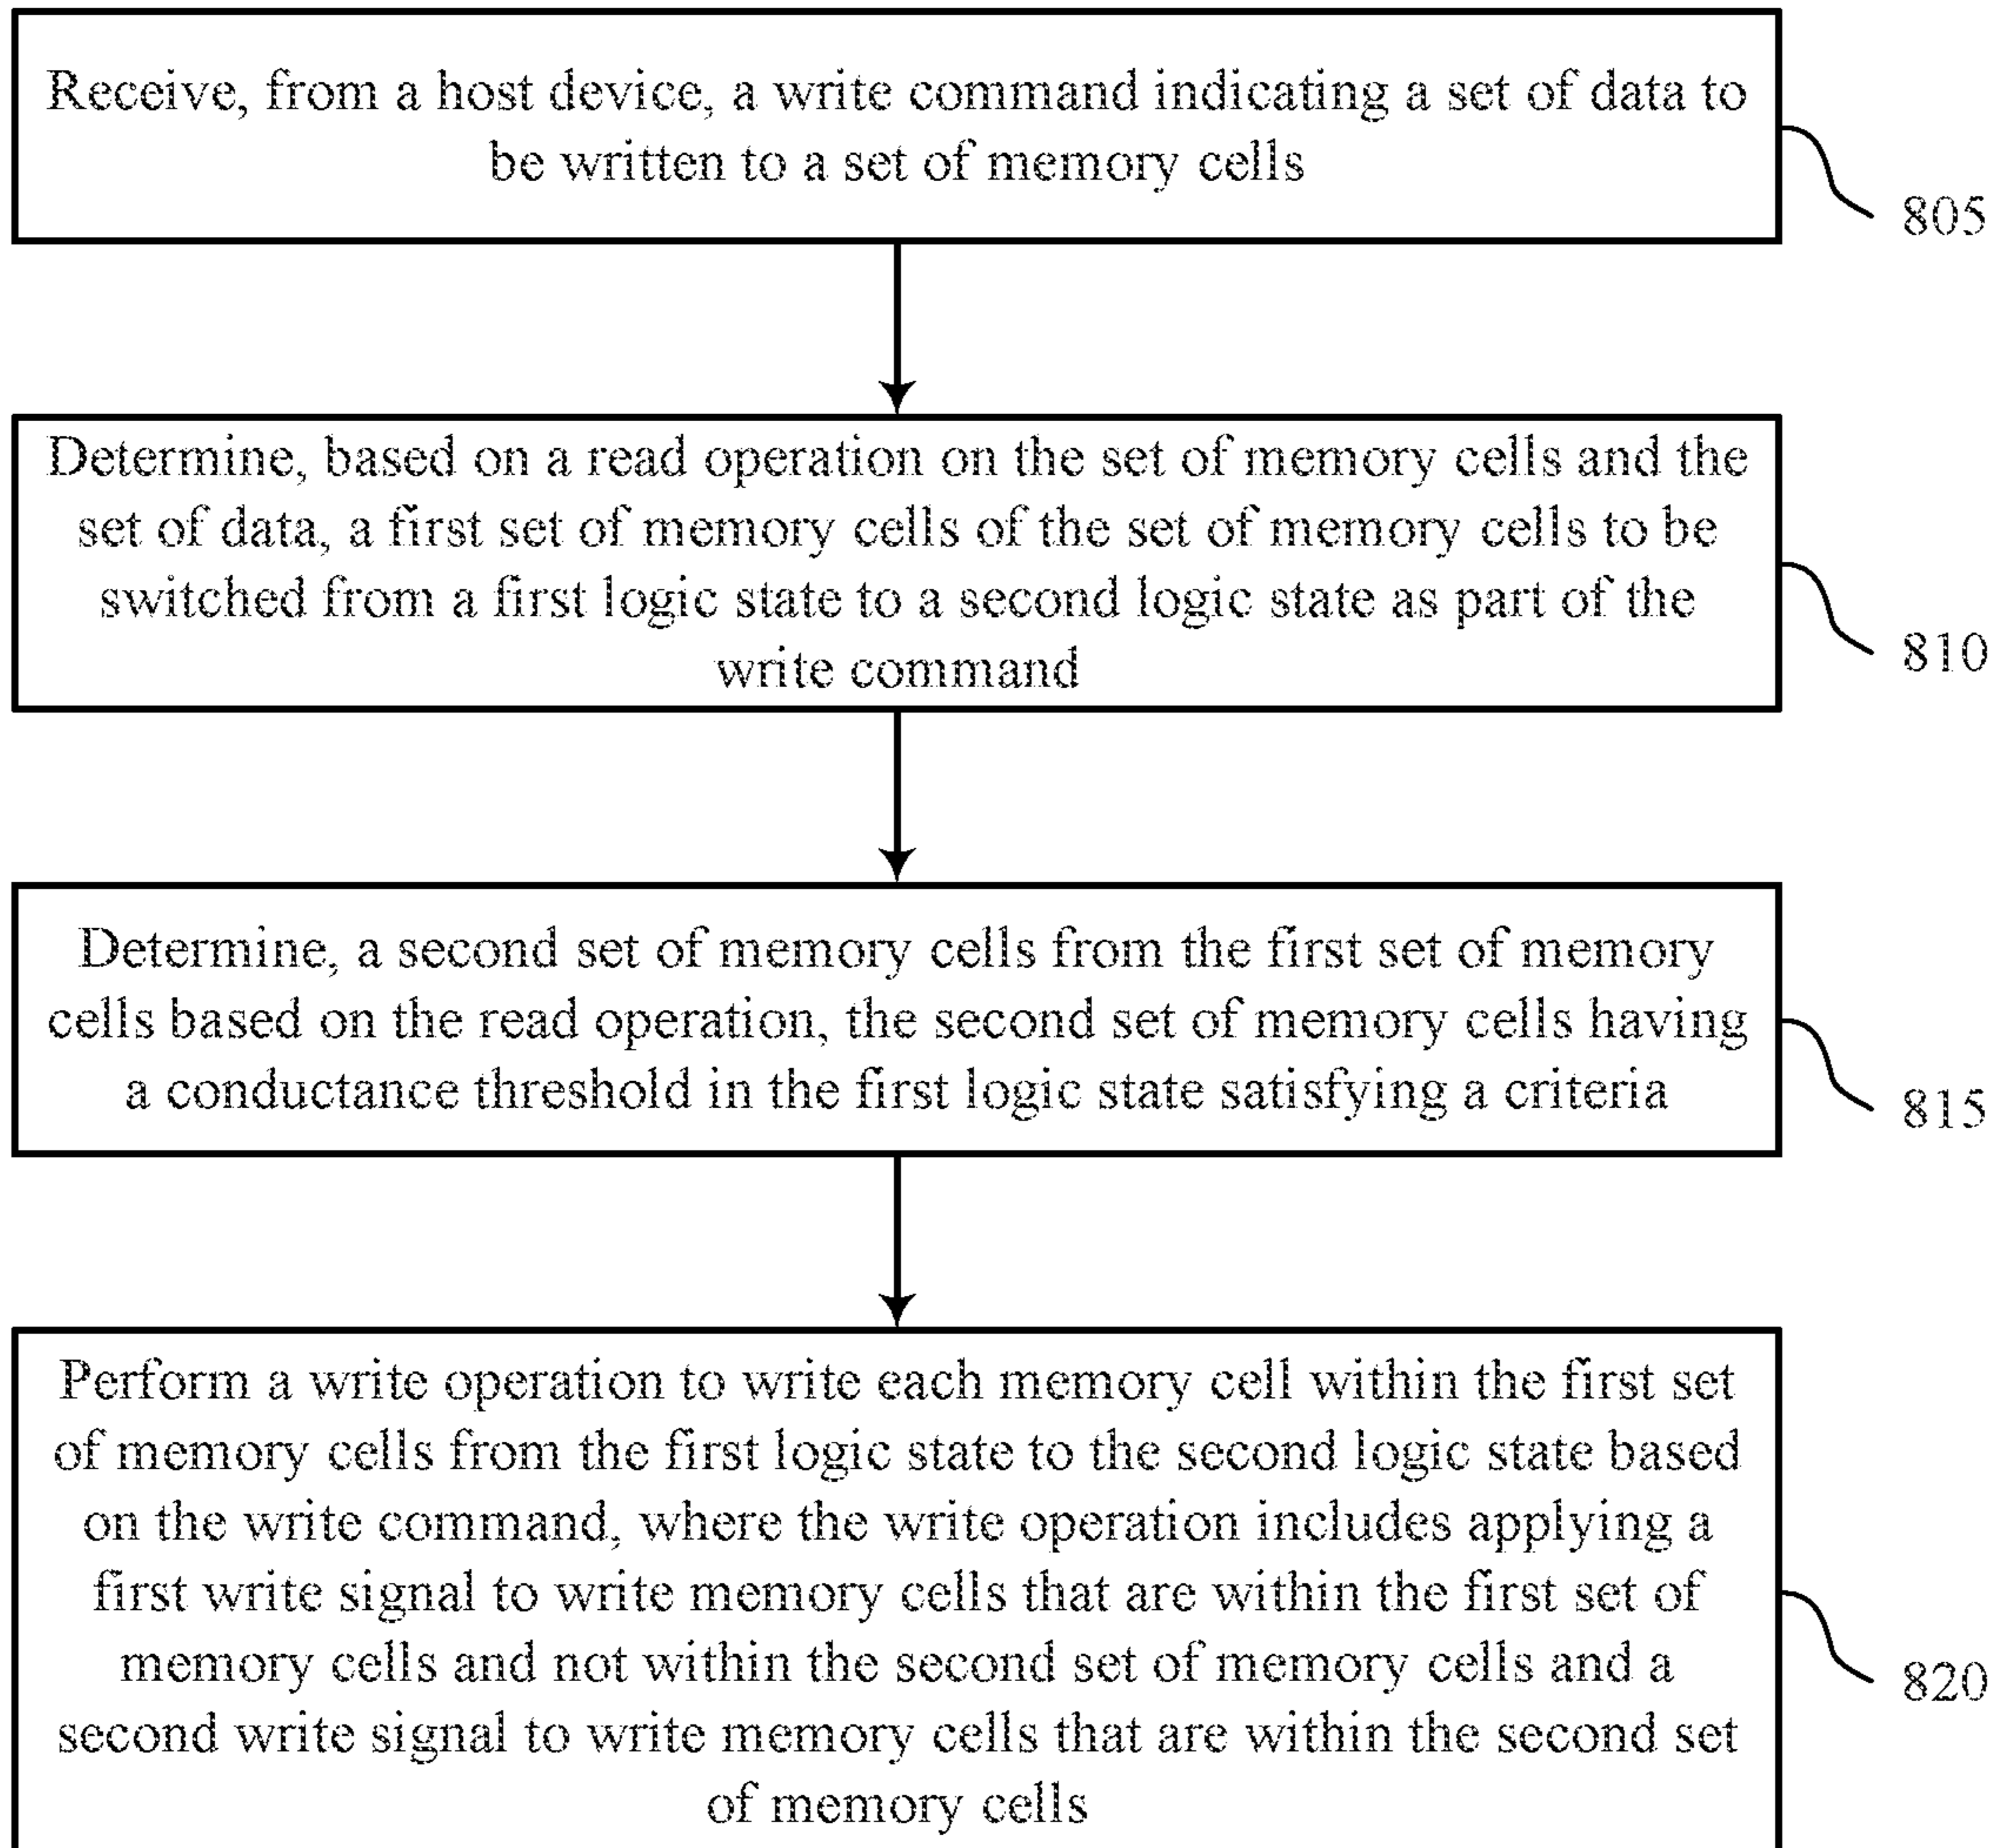 Receive, from a host device, a write command indicating a set of data to
be written to a set of memory cells
805
Determine, based on a read operation on the set of memory cells and the
set of data, a first set of memory cells of the set of memory cells to be
switched from a first logic state to a second logic state as part of the
write command
810
Determine, a second set of memory cells from the first set of memory
cells based on the read operation, the second set of memory cells having
a conductance threshold in the first logic state satisfying a criteria
815
Perform a write operation to write each memory cell within the first set
of memory cells from the first logic state to the second logic state based
on the write command, where the write operation includes applying a
first write signal to write memory cells that are within the first set of
memory cells and not within the second set of memory cells and a
second write signal to write memory cells that are within the second set
of memory cells
820